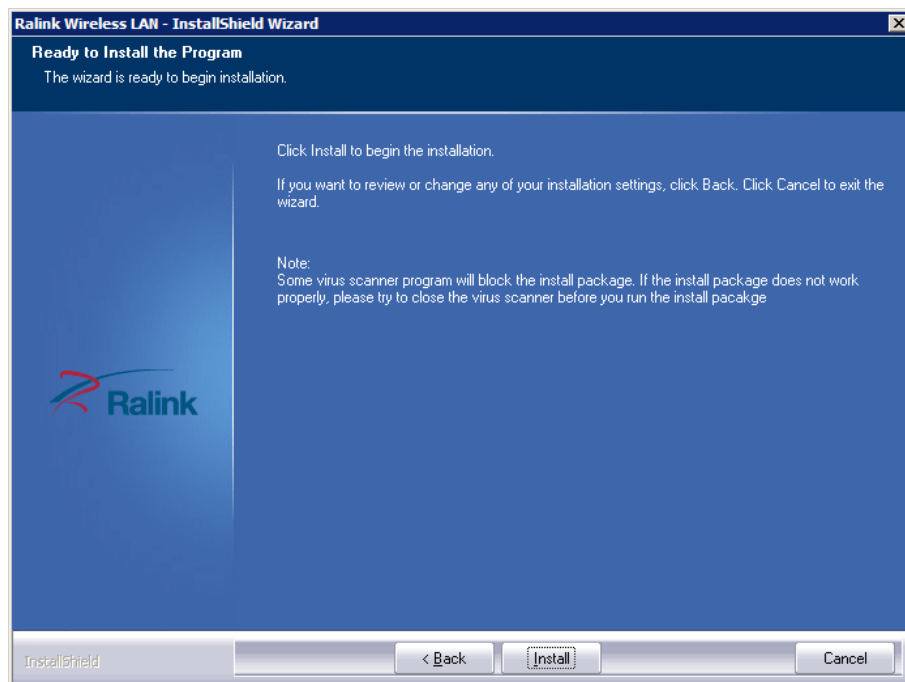 Ralink Wireless LAN - InstallShield Wizard
Ready to Install the Program
The wizard is ready to begin installation.
Click Install to begin the installation.
If you want to review or change any of your installation settings, click Back. Click Cancel to exit the
wizard.
Note:
Some virus scanner program will block the install package. If the install package does not work
properly, please try to close the virus scanner before you run the install pacakge
Ralink
InstallShield
< Back
Install
Cancel